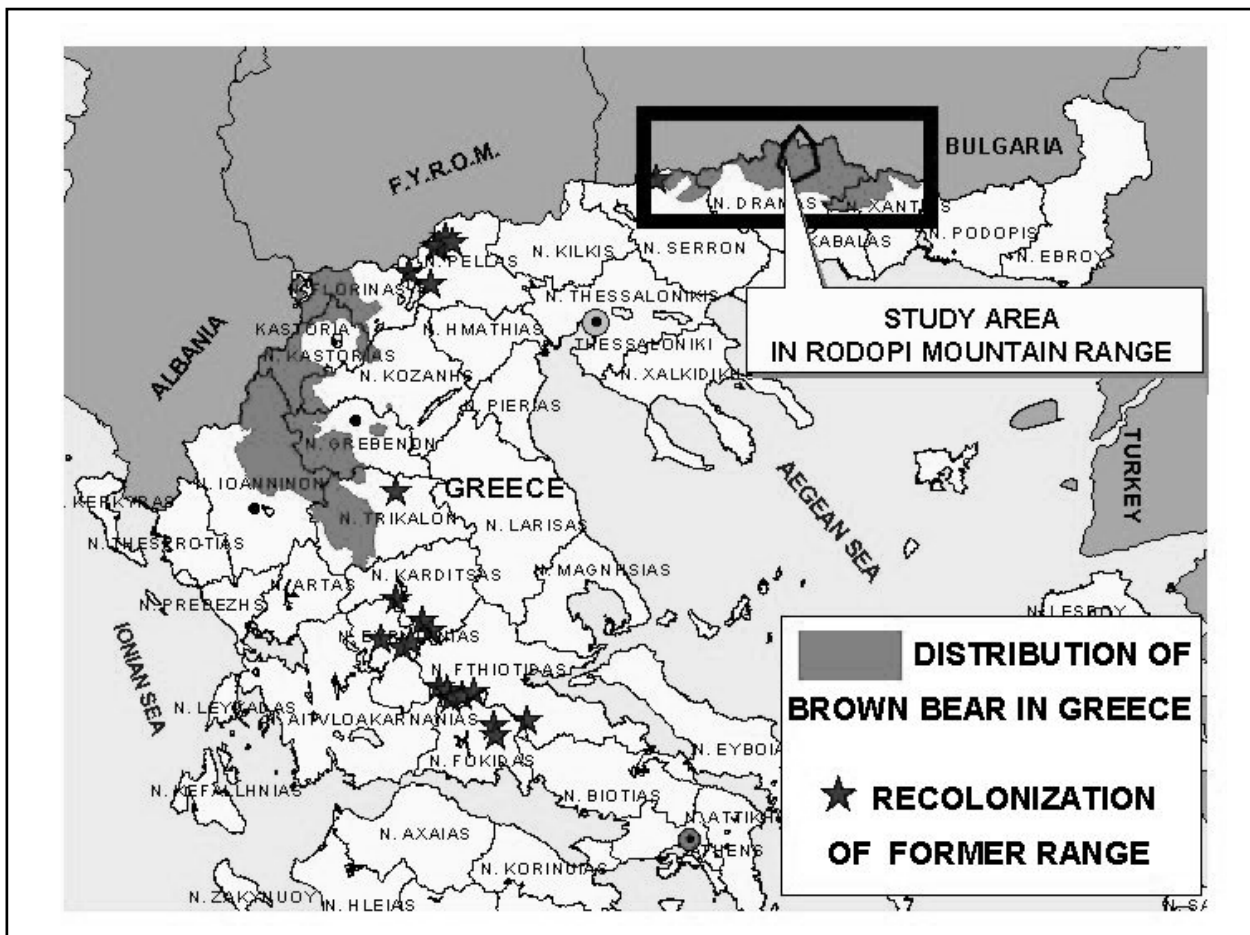 BULGARIA
F.Y.R.O.M.
N. DRAMAS
N. XANTHIS
N. PODOPIS
KABALAS
N. EBROY
N. SERRON
N. KILKIS
N. PELLAS
N. FLORINAS
N. THESSALONIKIS
THESSALONIKI
STUDY AREA
IN RODOPI MOUNTAIN RANGE
KASTORIA
N. KASTORIAS
N. HMATHIAS
N. XALKIDIKHS
ALBANIA
N. KOZANHS
N. PIERIAS
N. GREBENON
TURKEY
N. IOANNINON
GREECE
AEGEAN SEA
N. KERKYRAS
N. TRIKALON
N. LARISAS
N. THESPROTIAS
N. KARDITSAS
N. MAGNHSIAS
N. ARTAS
N. PREBEZHS
N. LESBOY
IONIAN SEA
N. FTHIOTIDAS
N. LEYKADAS
N. AITVLOAKARNANIAS
N. EYBOIA
N. FOKIDAS
N. KEFALLHNIAS
N. BIOTIAS
N. ATTIKH
ATHENS
N. AXAIAS
N. KORINUIAS
N. ZAKYNUOY
N. HLEIAS
DISTRIBUTION OF
BROWN BEAR IN GREECE
RECOLONIZATION
OF FORMER RANGE